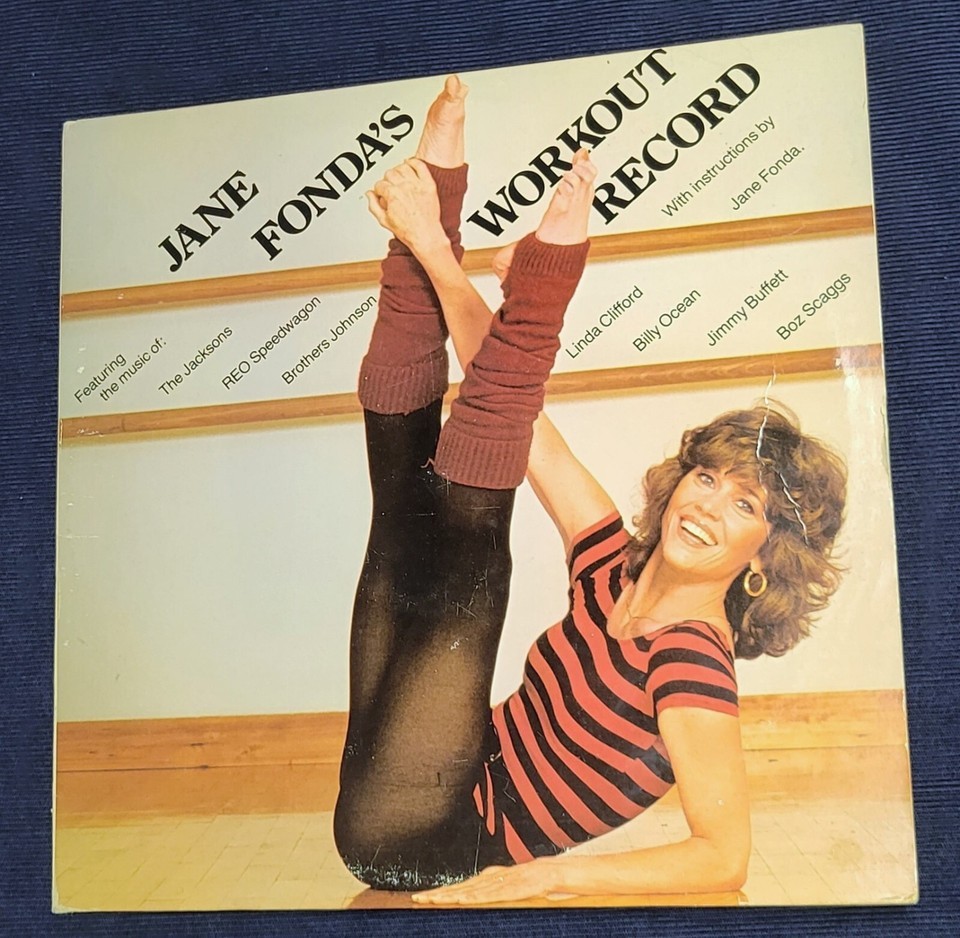 JANE
FONDA'S
WORKOUT
RECORD
With instructions by
Jane Fonda.
Featuring
the music of:
The Jacksons
REO Speedwagon
Brothers Johnson
Linda Clifford
Billy Ocean
Jimmy Buffett
Boz Scaggs